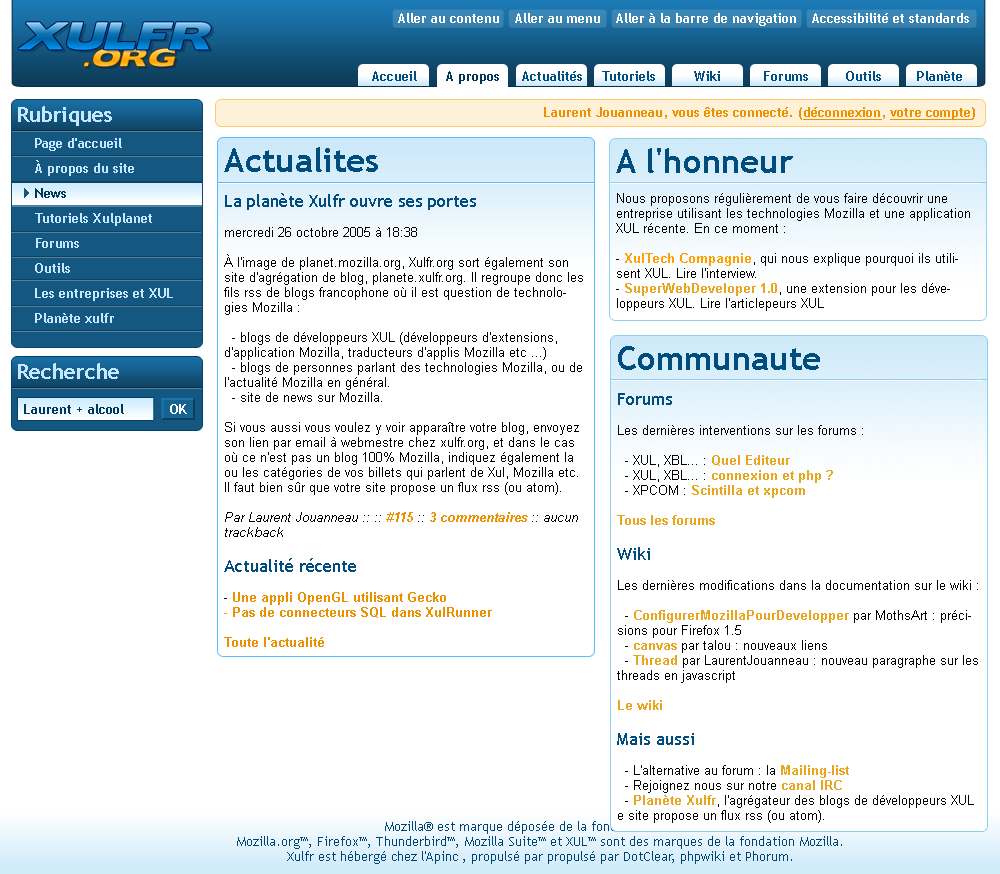 XULFR
.ORG
Aller au contenu
Aller au menu
Aller à la barre de navigation
Accessibilité et standards
Accueil
A propos
Actualités
Tutoriels
Wiki
Forums
Outils
Planète
Rubriques
Page d'accueil
À propos du site
News
Tutoriels Xulplanet
Forums
Outils
Les entreprises et XUL
Planète xulfr
Recherche
Laurent + alcool
OK
Laurent Jouanneau, vous êtes connecté. (déconnexion, votre compte)
Actualites
La planète Xulfr ouvre ses portes
mercredi 26 octobre 2005 à 18:38
À l'image de planet.mozilla.org, Xulfr.org sort également son
site d'agrégation de blog, planete.xulfr.org. Il regroupe donc les
fils rss de blogs francophone où il est question de technolo-
gies Mozilla :
- blogs de développeurs XUL (développeurs d'extensions,
d'application Mozilla, traducteurs d'applis Mozilla etc ...)
- blogs de personnes parlant des technologies Mozilla, ou de
l'actualité Mozilla en général.
- site de news sur Mozilla.
Si vous aussi vous voulez y voir apparaître votre blog, envoyez
son lien par email à webmestre chez xulfr.org, et dans le cas
où ce n'est pas un blog 100% Mozilla, indiquez également la
ou les catégories de vos billets qui parlent de Xul, Mozilla etc.
Il faut bien sûr que votre site propose un flux rss (ou atom).
Par Laurent Jouanneau :: :: #115 :: 3 commentaires :: aucun
trackback
Actualité récente
- Une appli OpenGL utilisant Gecko
- Pas de connecteurs SQL dans XulRunner
Toute l'actualité
A l'honneur
Nous proposons régulièrement de vous faire découvrir une
entreprise utilisant les technologies Mozilla et une application
XUL récente. En ce moment :
- XulTech Compagnie, qui nous explique pourquoi ils utili-
sent XUL. Lire l'interview.
- SuperWebDeveloper 1.0, une extension pour les déve-
loppeurs XUL. Lire l'articlepeurs XUL
Communaute
Forums
Les dernières interventions sur les forums :
- XUL, XBL... : Quel Editeur
- XUL, XBL... : connexion et php ?
- XPCOM : Scintilla et xpcom
Tous les forums
Wiki
Les dernières modifications dans la documentation sur le wiki :
- ConfigurerMozillaPourDevelopper par MothsArt : préci-
sions pour Firefox 1.5
- canvas par talou : nouveaux liens
- Thread par LaurentJouanneau : nouveau paragraphe sur les
threads en javascript
Le wiki
Mais aussi
- L'alternative au forum : la Mailing-list
- Rejoignez nous sur notre canal IRC
- Planète Xulfr, l'agrégateur des blogs de développeurs XUL
e site propose un flux rss (ou atom).
Mozilla® est marque déposée de la fon
Mozilla.org™, Firefox™, Thunderbird™, Mozilla Suite™ et XUL™ sont des marques de la fondation Mozilla.
Xulfr est hébergé chez l'Apinc , propulsé par propulsé par DotClear, phpwiki et Phorum.